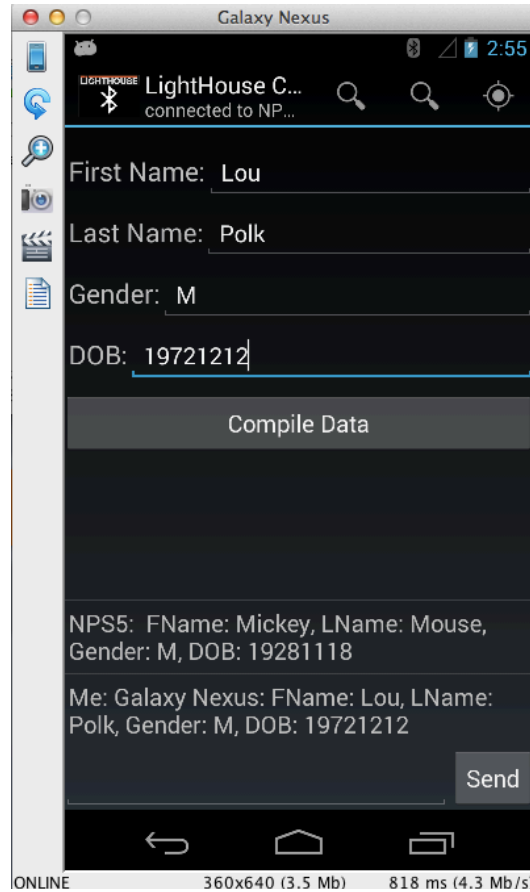 Galaxy Nexus
2:55
LIGHTHOUSE
LightHouse C...
connected to NP...
First Name: Lou
Last Name: Polk
Gender: M
DOB: 19721212
Compile Data
NPS5: FName: Mickey, LName: Mouse,
Gender: M, DOB: 19281118
Me: Galaxy Nexus: FName: Lou, LName:
Polk, Gender: M, DOB: 19721212
Send
ONLINE 360x640 (3.5 Mb) 818 ms (4.3 Mb/s